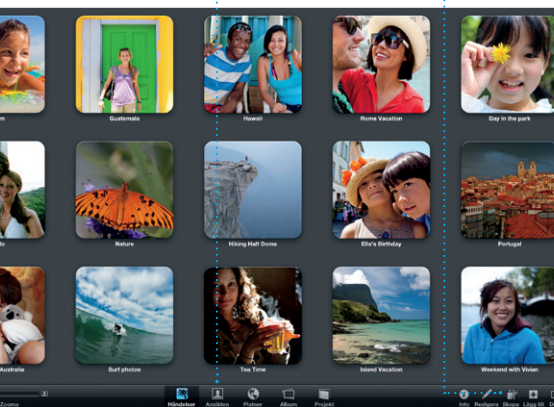 Guatemala
Hawaii
Rome Vacation
Day in the park
Nature
Hiking Half Dome
Ella's Birthday
Portugal
Australia
Surf photos
Tea Time
Island Vacation
Weekend with Vivian
Zooma
Händelser
Ansikten
Platser
Album
Projekt
Info
Redigera
Skapa
Lägg till